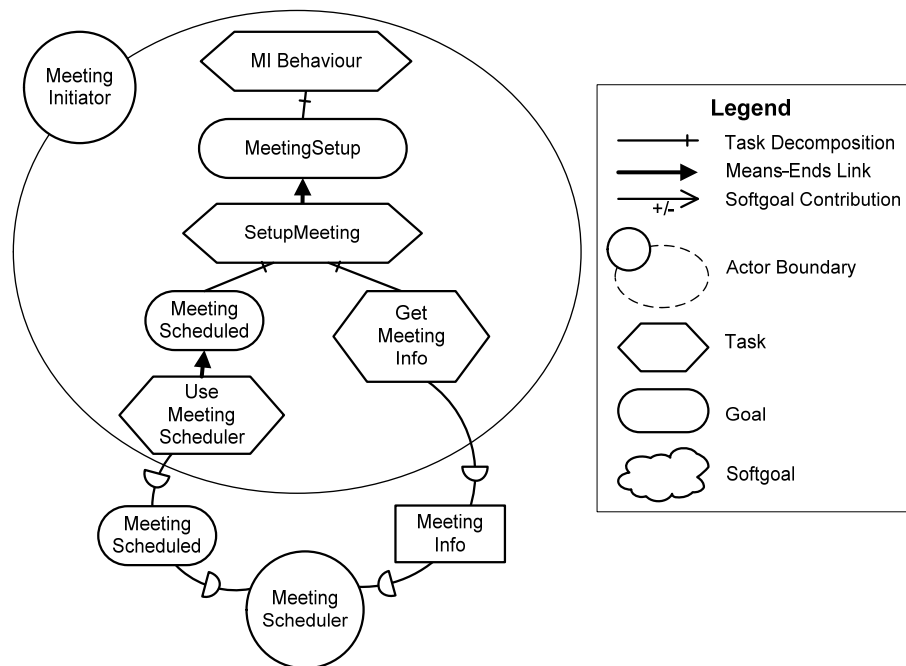 Meeting
Initiator
MI Behaviour
MeetingSetup
SetupMeeting
Meeting
Scheduled
Get
Meeting
Info
Use
Meeting
Scheduler
Meeting
Scheduled
Meeting
Info
Meeting
Scheduler
Legend
Task Decomposition
Means-Ends Link
Softgoal Contribution
+/-
Actor Boundary
Task
Goal
Softgoal